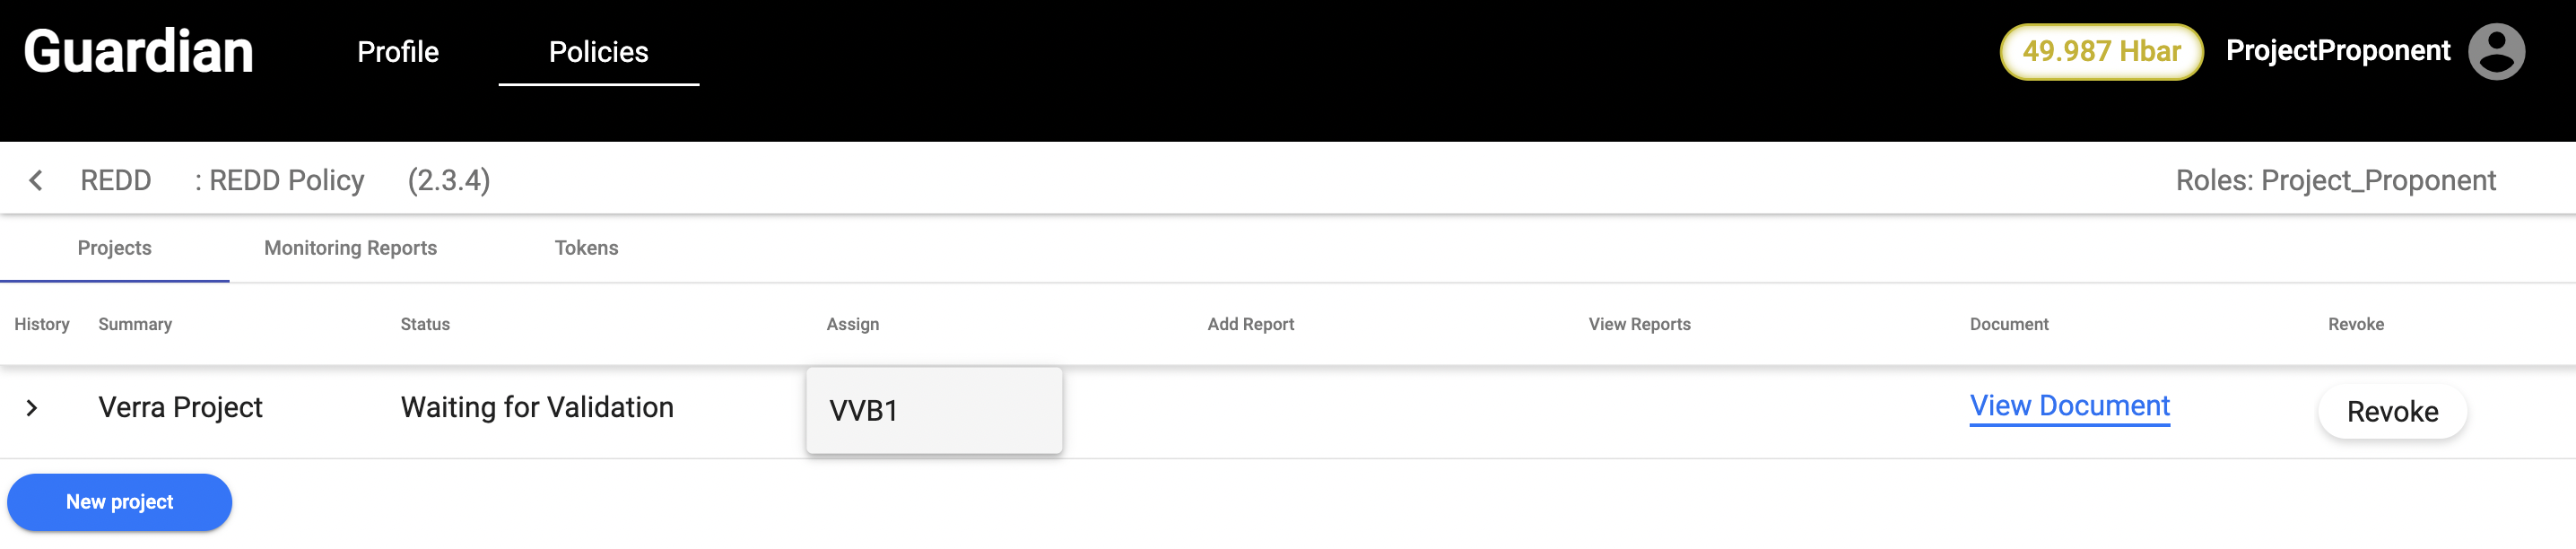 Guardian Profile Policies 49.987 Hbar ProjectProponent
REDD : REDD Policy (2.3.4) Roles: Project_Proponent
Projects Monitoring Reports Tokens
History Summary Status Assign Add Report View Reports Document Revoke
Verra Project Waiting for Validation VVB1 View Document Revoke
New project